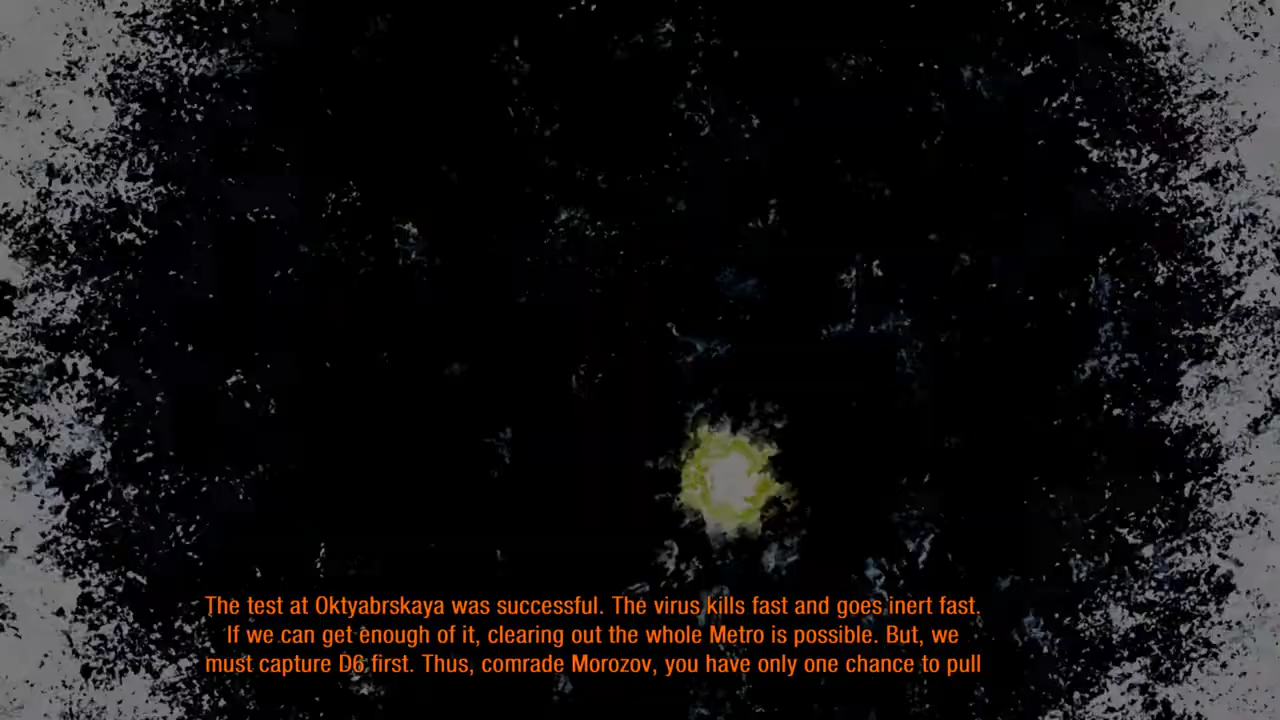 The test at Oktyabrskaya was successful. The virus kills fast and goes inert fast.
If we can get enough of it, clearing out the whole Metro is possible. But, we
must capture D6 first. Thus, comrade Morozov, you have only one chance to pull